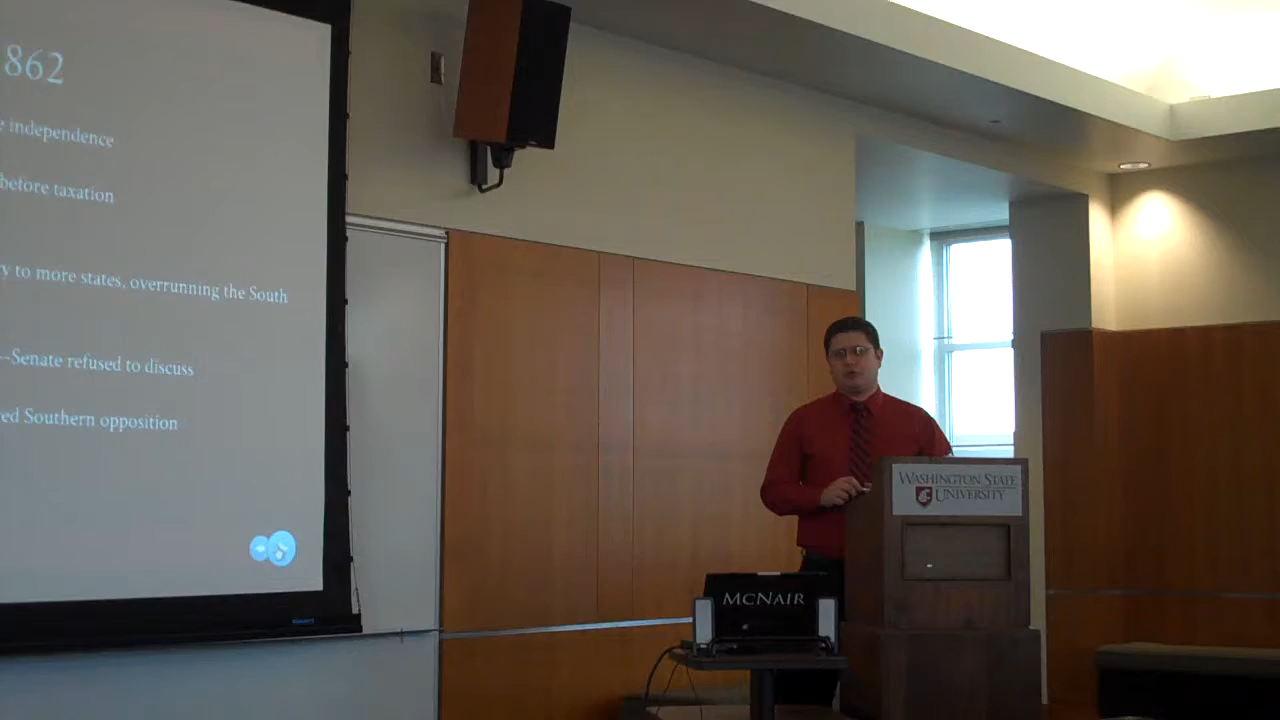 862
independence
before taxation
y to more states, overrunning the South
--Senate refused to discuss
ed Southern opposition
WASHINGTON STATE
UNIVERSITY
MCNAIR